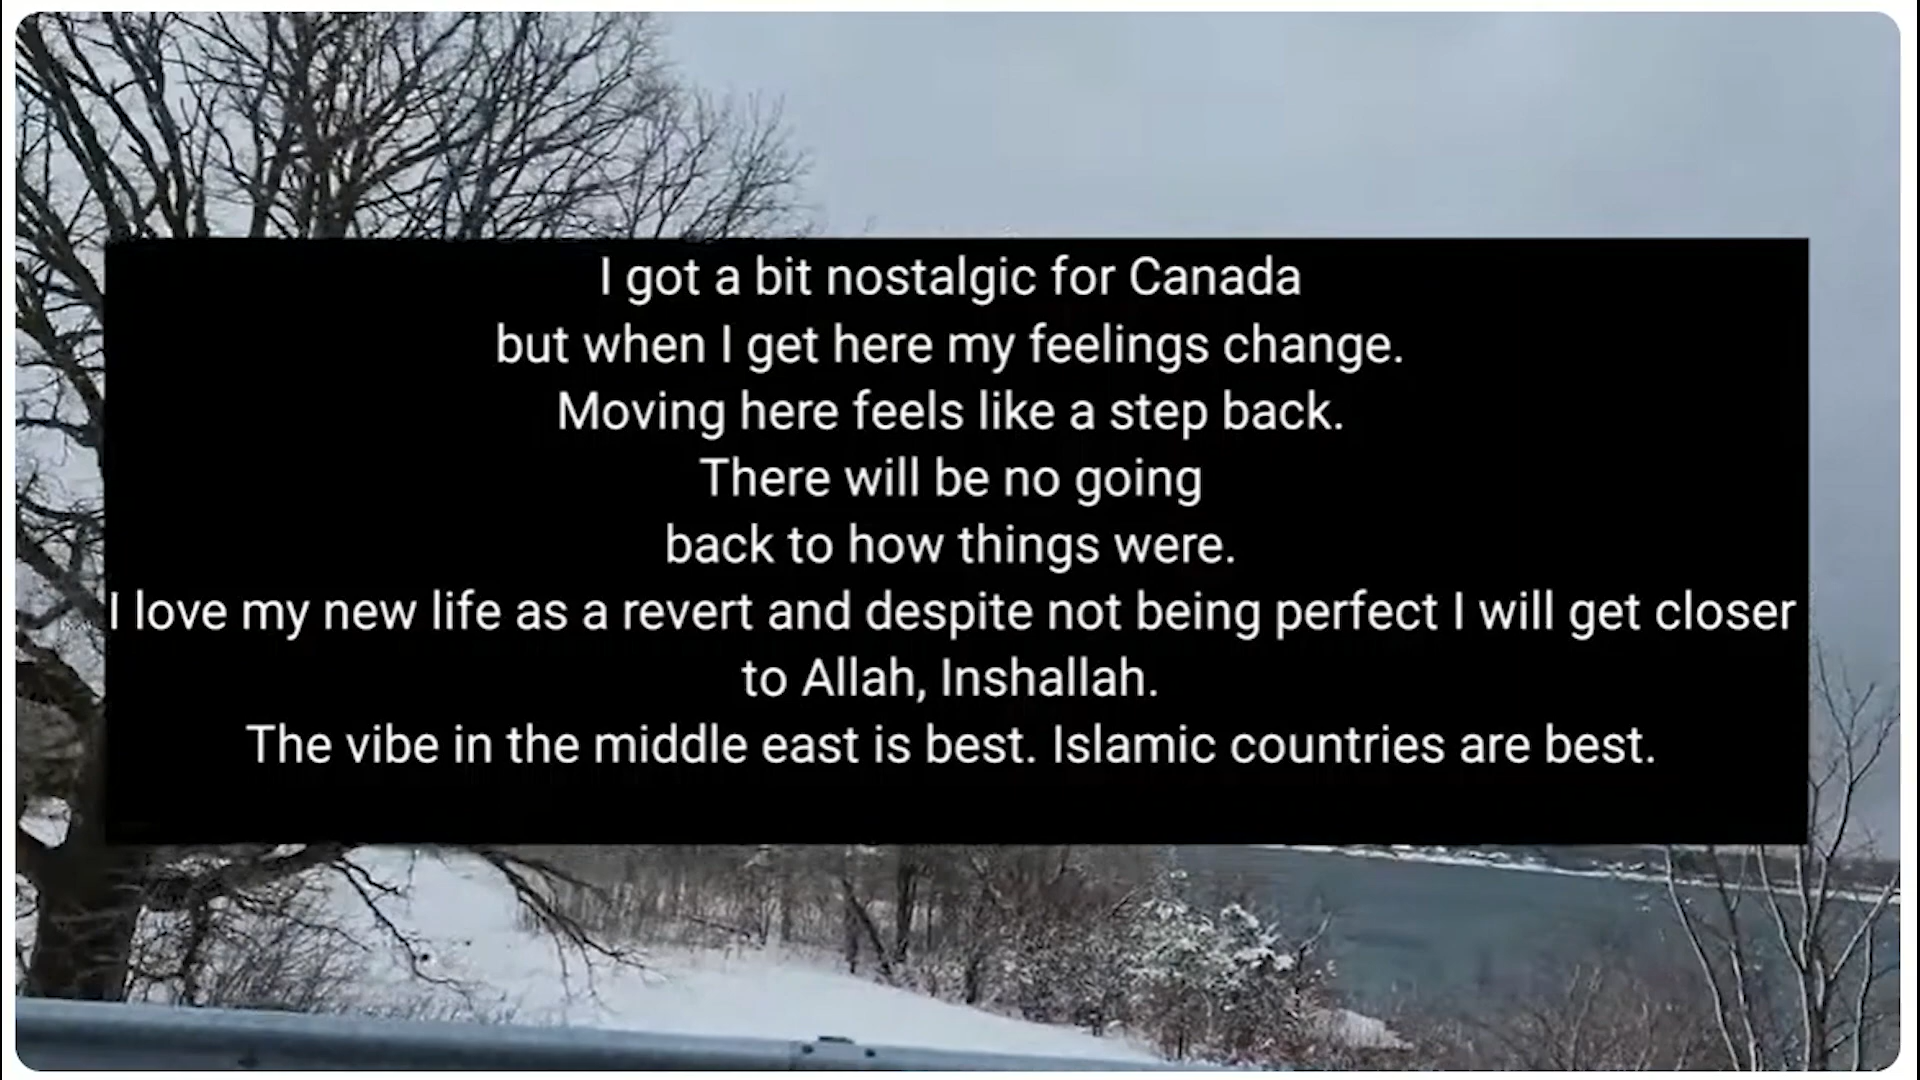 I got a bit nostalgic for Canada
but when I get here my feelings change.
Moving here feels like a step back.
There will be no going
back to how things were.
I love my new life as a revert and despite not being perfect I will get closer
to Allah, Inshallah.
The vibe in the middle east is best. Islamic countries are best.